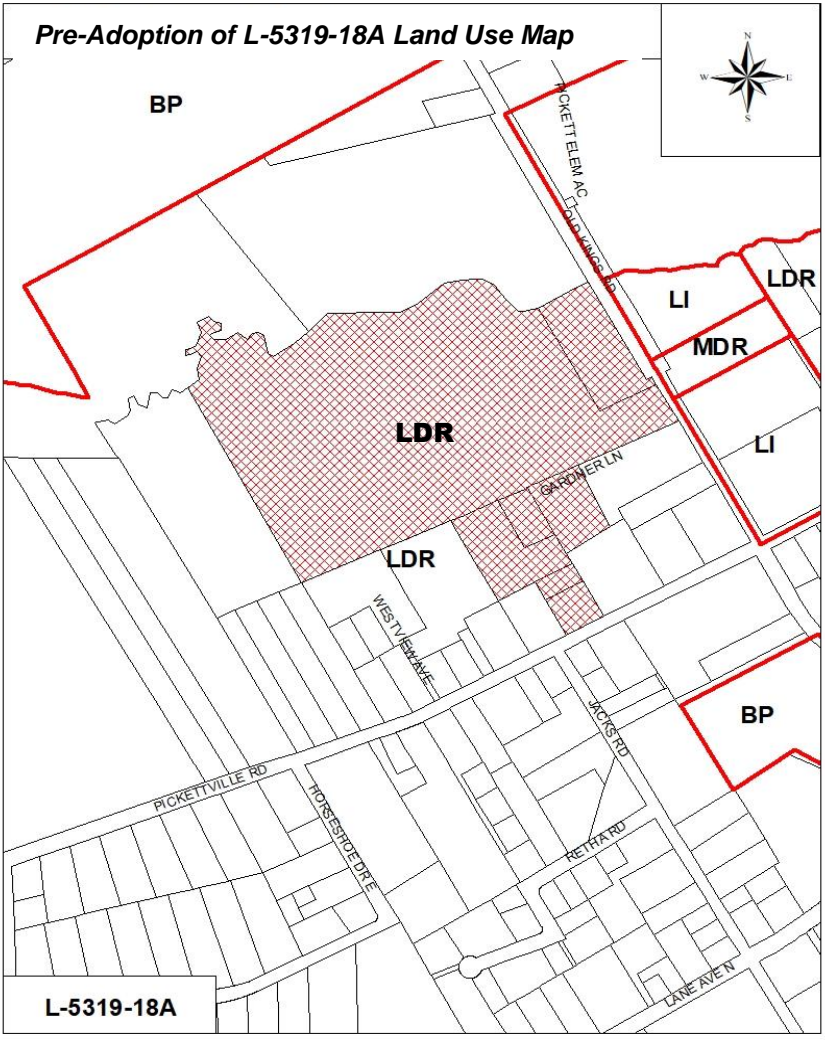 Pre-Adoption of L-5319-18A Land Use Map
N
W
E
S
BP
PICKETT ELEM AC
OLD KINGS RD
LI
LDR
MDR
LDR
LI
GARDNER LN
LDR
WESTVIEW AVE
BP
JACKS RD
PICKETTVILLE RD
HORSESHOE DR E
RETHA RD
LANE AVE N
L-5319-18A